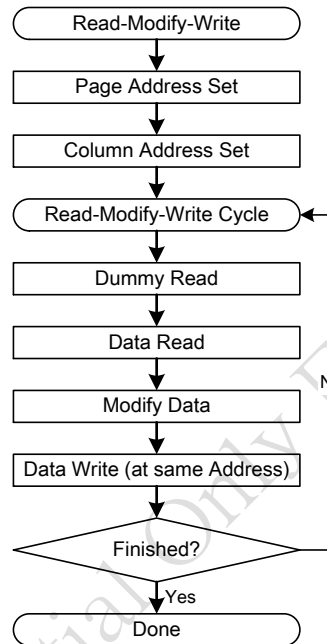 Read-Modify-Write
Page Address Set
Column Address Set
Read-Modify-Write Cycle
Dummy Read
Data Read
Modify Data
Data Write (at same Address)
Finished?
Yes
Done